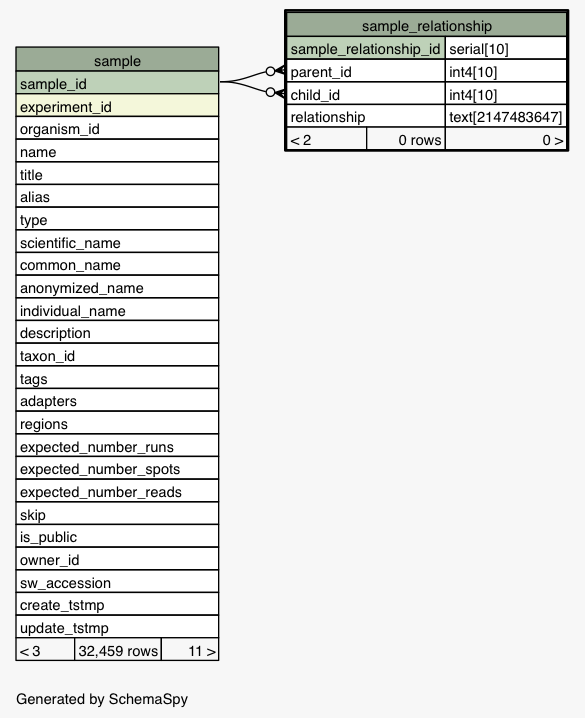 sample
sample_id
experiment_id
organism_id
name
title
alias
type
scientific_name
common_name
anonymized_name
individual_name
description
taxon_id
tags
adapters
regions
expected_number_runs
expected_number_spots
expected_number_reads
skip
is_public
owner_id
sw_accession
create_tstmp
update_tstmp
< 3 32,459 rows 11 >
sample_relationship
sample_relationship_id serial[10]
parent_id int4[10]
child_id int4[10]
relationship text[2147483647]
< 2 0 rows 0 >
Generated by SchemaSpy